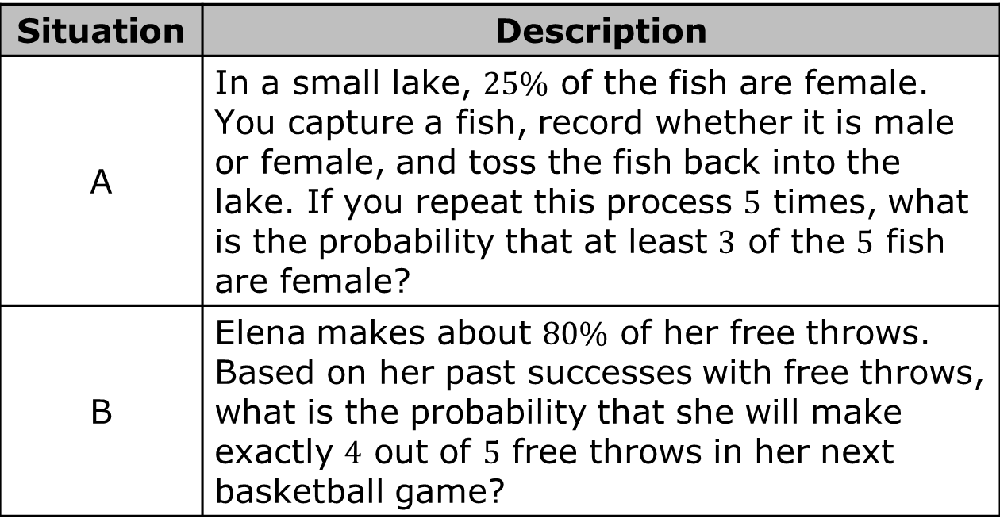 Situation Description
In a small lake, 25% of the fish are female.
You capture a fish, record whether it is male
or female, and toss the fish back into the
A
lake. If you repeat this process 5 times, what
is the probability that at least 3 of the 5 fish
are female?
Elena makes about 80% of her free throws.
Based on her past successes with free throws,
B
what is the probability that she will make
exactly 4 out of 5 free throws in her next
basketball game?